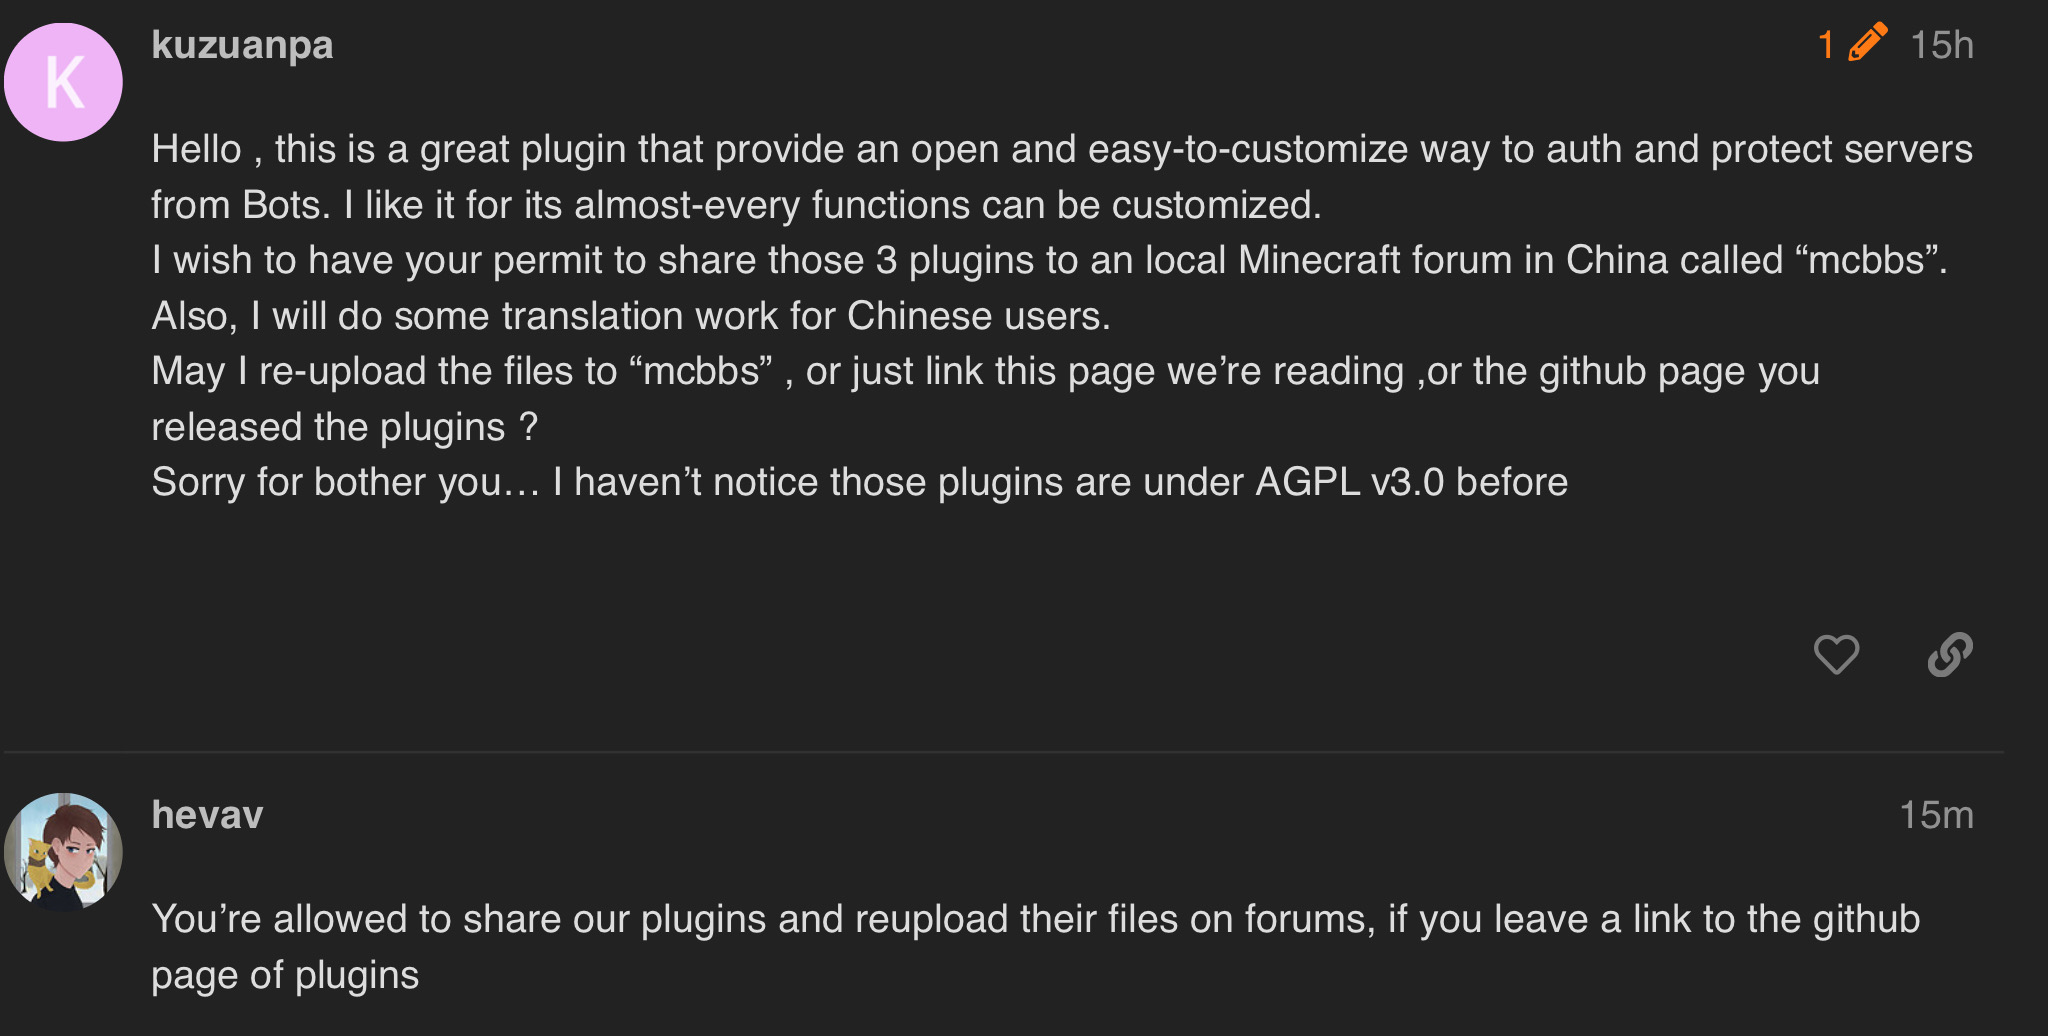 K
kuzuanpa
1 15h
Hello , this is a great plugin that provide an open and easy-to-customize way to auth and protect servers
from Bots. I like it for its almost-every functions can be customized.
I wish to have your permit to share those 3 plugins to an local Minecraft forum in China called “mcbbs”.
Also, I will do some translation work for Chinese users.
May I re-upload the files to “mcbbs” , or just link this page we’re reading ,or the github page you
released the plugins ?
Sorry for bother you… I haven’t notice those plugins are under AGPL v3.0 before
hevav
15m
You’re allowed to share our plugins and reupload their files on forums, if you leave a link to the github
page of plugins